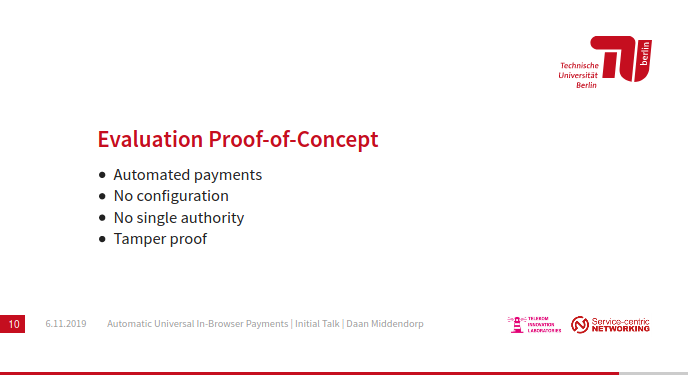 Technische
Universität
Berlin
berlin
Evaluation Proof-of-Concept
● Automated payments
● No configuration
● No single authority
● Tamper proof
10 6.11.2019 Automatic Universal In-Browser Payments | Initial Talk | Daan Middendorp
TELEKOM
INNOVATION
LABORATORIES
Service-centric
NETWORKING